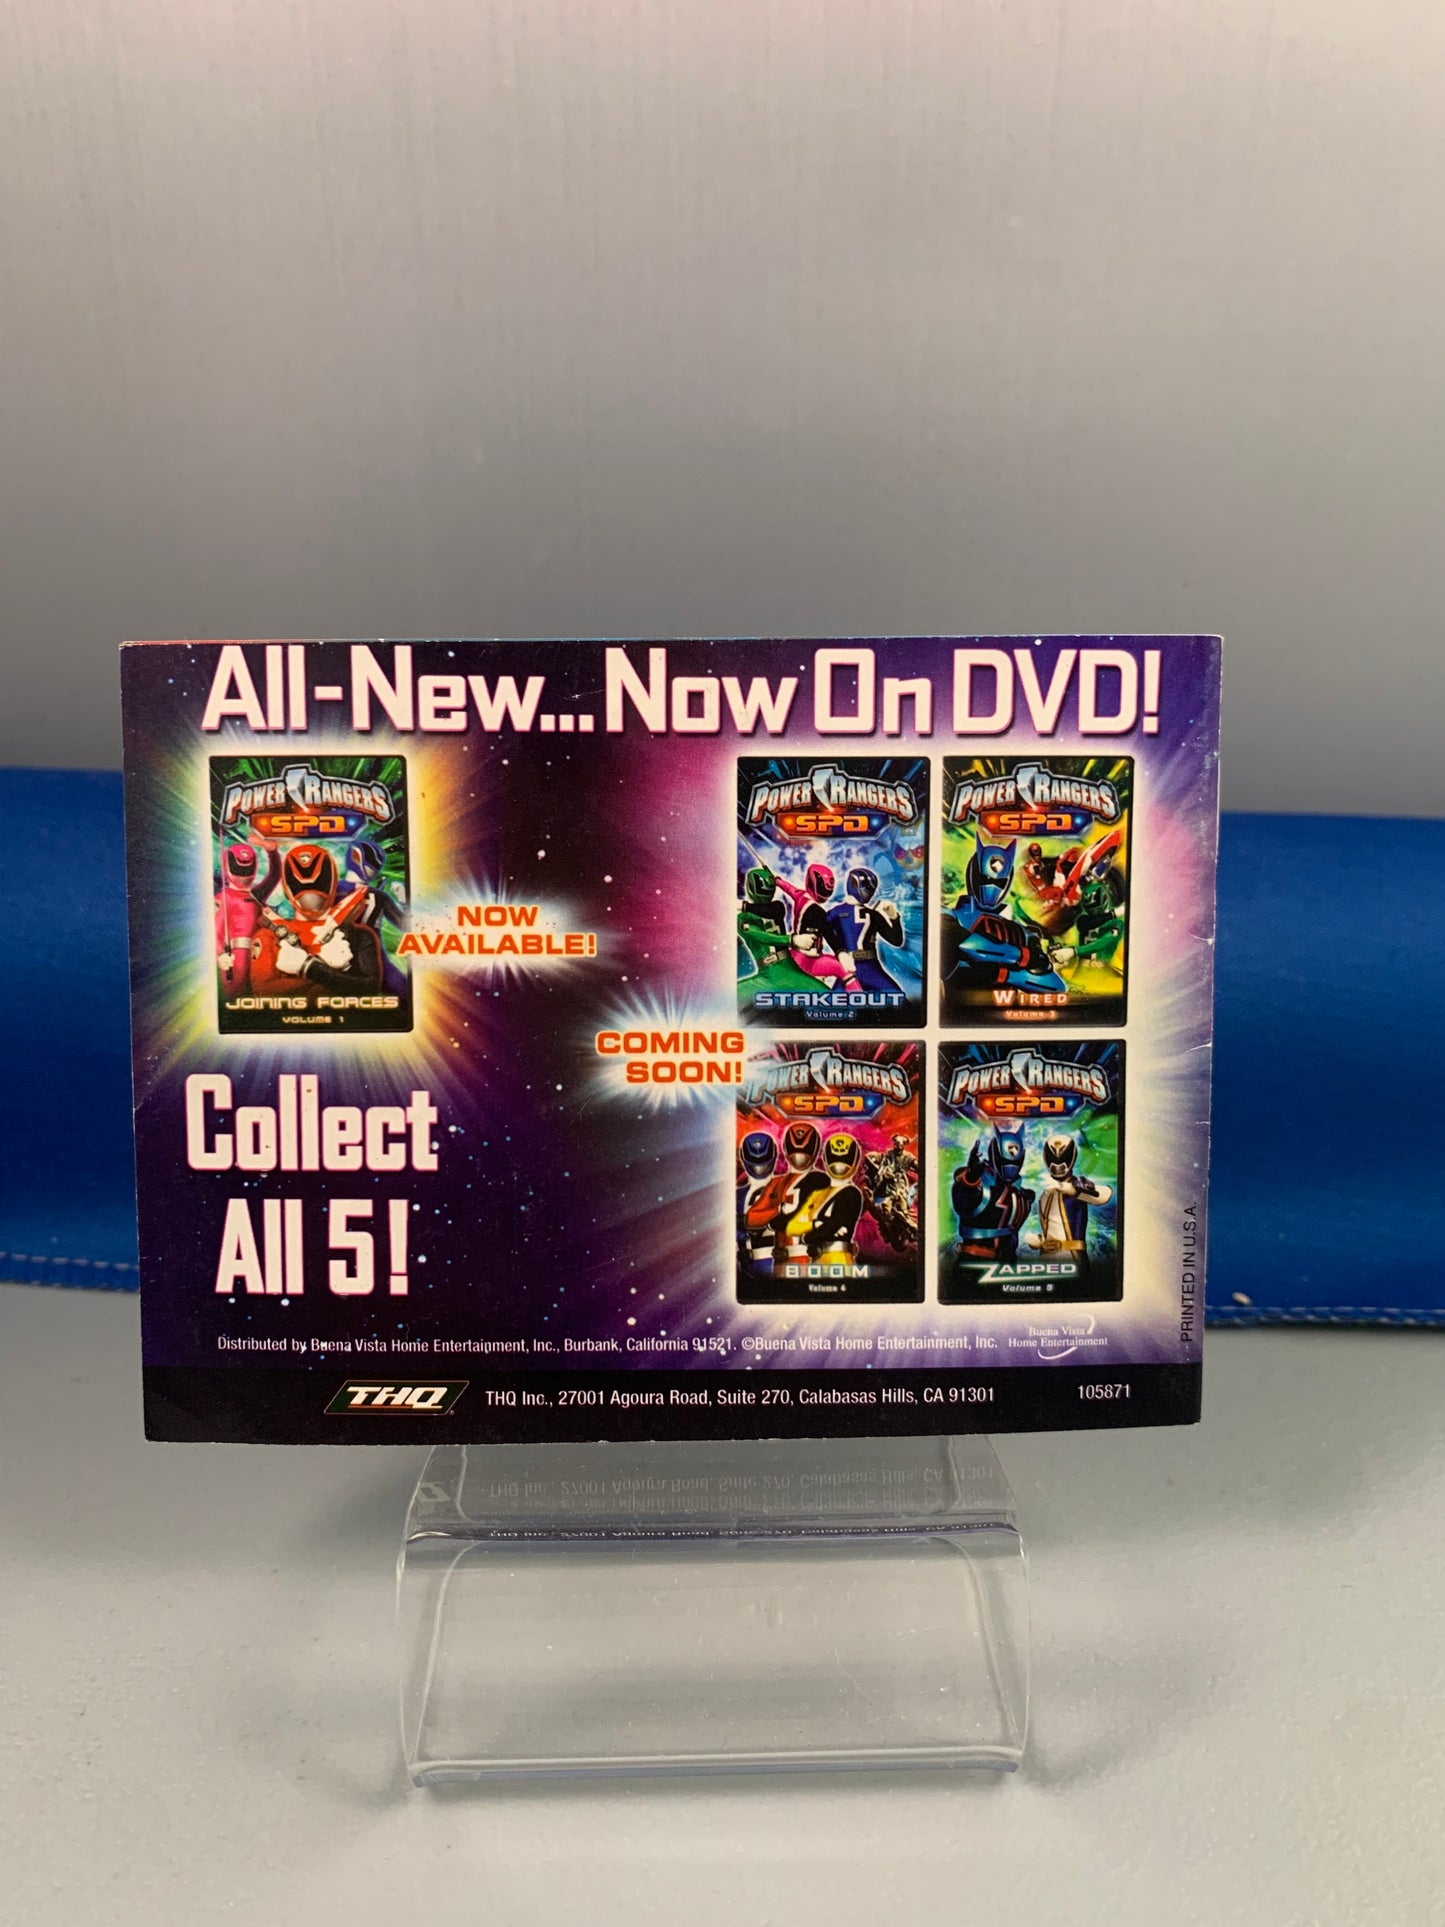 All-New... Now On DVD!
POWER RANGERS
SPD
JOINING FORCES
VOLUME 1
NOW
AVAILABLE!
POWER RANGERS
SPD
STAKEOUT
Volume 2
POWER RANGERS
SPD
WIRED
Volume 3
COMING
SOON!
POWER RANGERS
SPD
BOOM
Volume 4
POWER RANGERS
SPD
ZAPPED
Volume 5
Collect
All 5!
PRINTED IN U.S.A.
Distributed by Buena Vista Home Entertainment, Inc., Burbank, California 91521. ©Buena Vista Home Entertainment, Inc.
Buena Vista
Home Entertainment
THQ
THQ Inc., 27001 Agoura Road, Suite 270, Calabasas Hills, CA 91301
105871